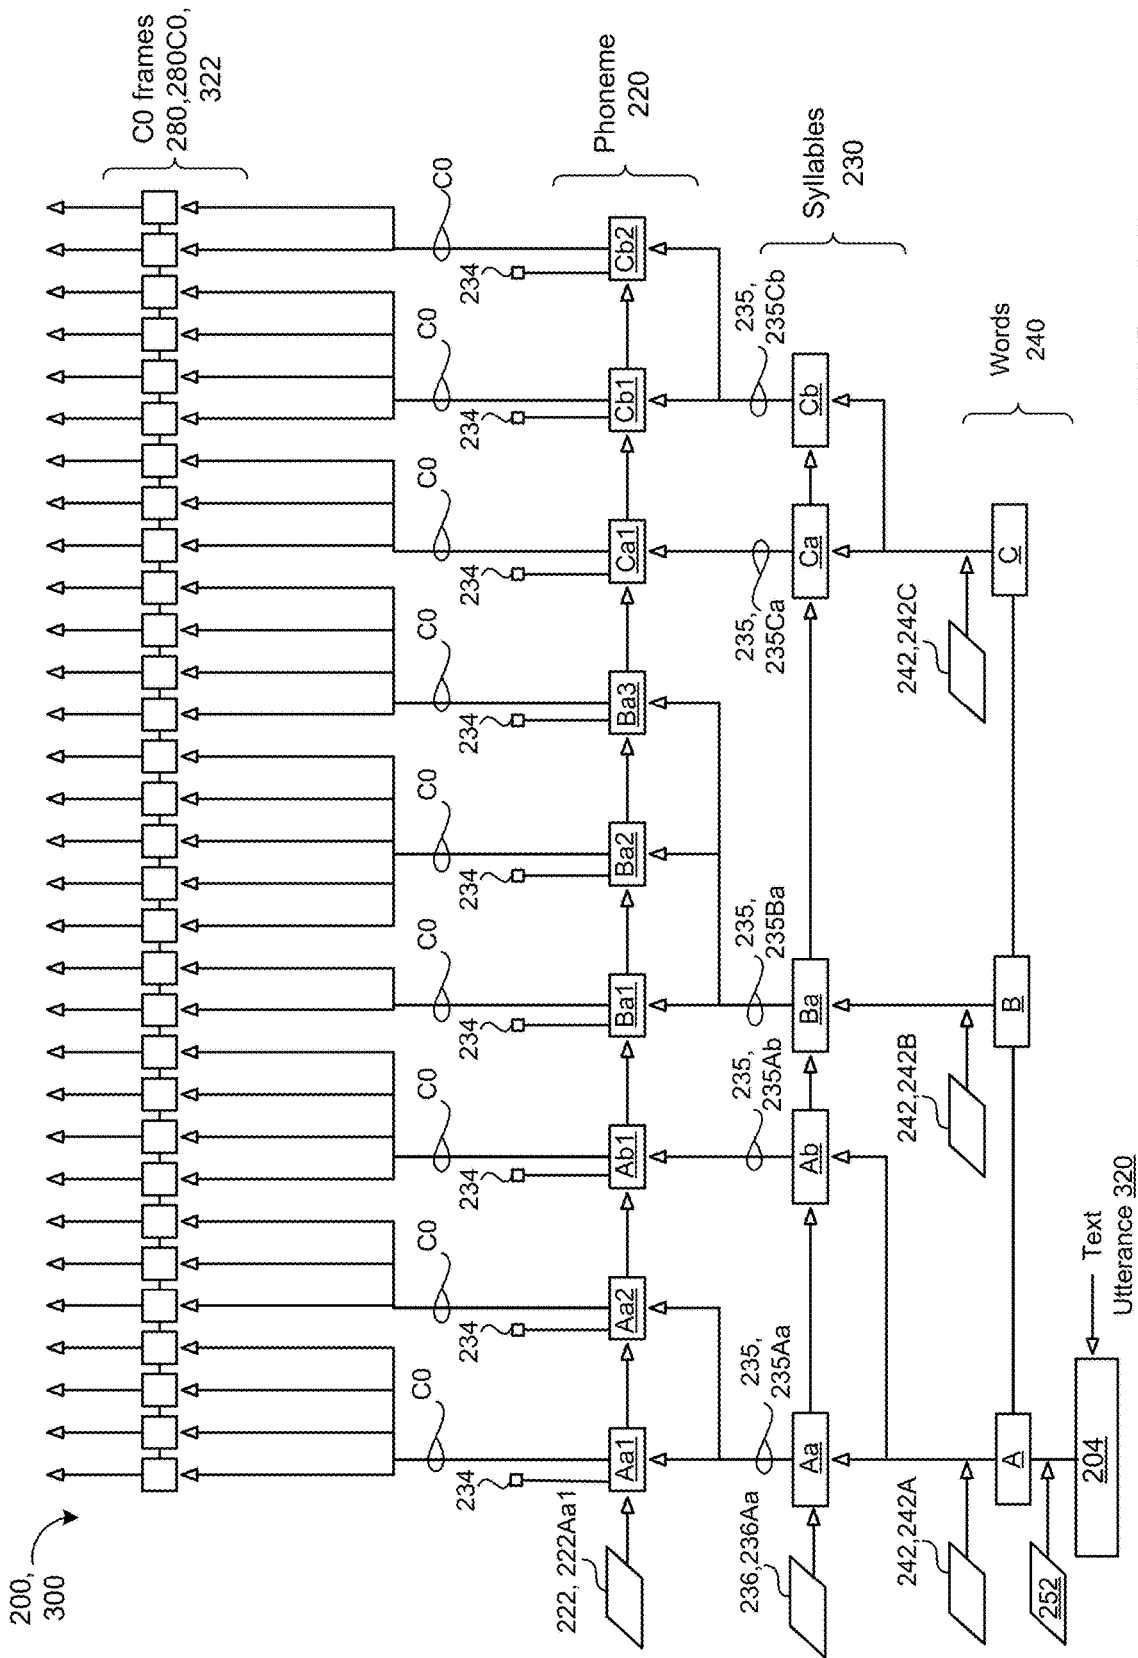 200,
300
C0 frames
280,280C0,
322
C0
C0
C0
C0
C0
C0
C0
C0
C0
234
234
234
234
234
234
234
234
234
Phoneme
220
222, 222Aa1
Aa1
Aa2
Ab1
Ba1
Ba2
Ba3
Ca1
Cb1
Cb2
235,
235Aa
235,
235Ab
235,
235Ba
235,
235Ca
235,
235Cb
Syllables
230
236,236Aa
Aa
Ab
Ba
Ca
Cb
242,242A
242,242B
242,242C
Words
240
A
B
C
252
204
Text
Utterance 320